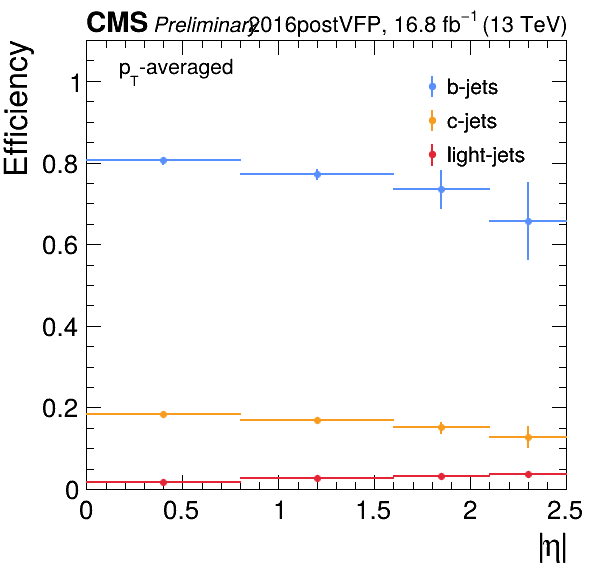 CMS Preliminary 2016postVFP, 16.8 fb⁻¹ (13 TeV)
p_T-averaged
b-jets
c-jets
light-jets
Efficiency
1
0.8
0.6
0.4
0.2
0
0 0.5 1 1.5 2 2.5
|η|